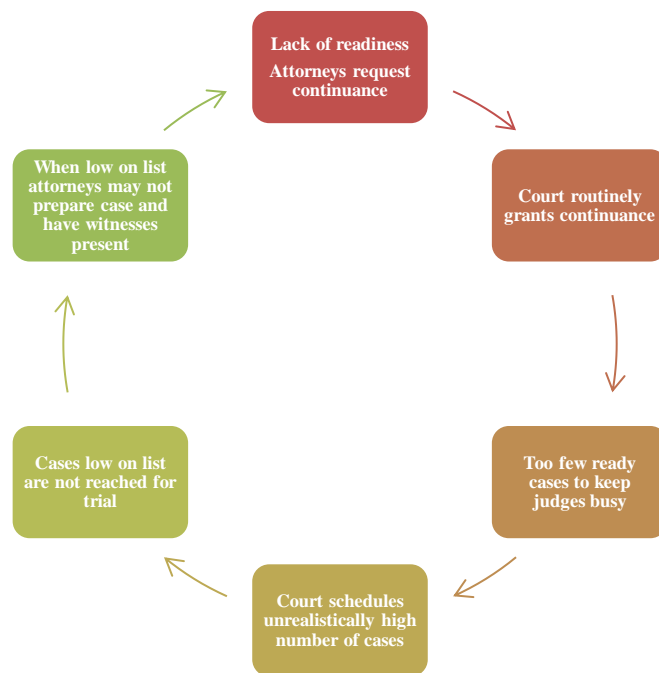 Lack of readiness
Attorneys request
continuance
Court routinely
grants continuance
Too few ready
cases to keep
judges busy
Court schedules
unrealistically high
number of cases
Cases low on list
are not reached for
trial
When low on list
attorneys may not
prepare case and
have witnesses
present